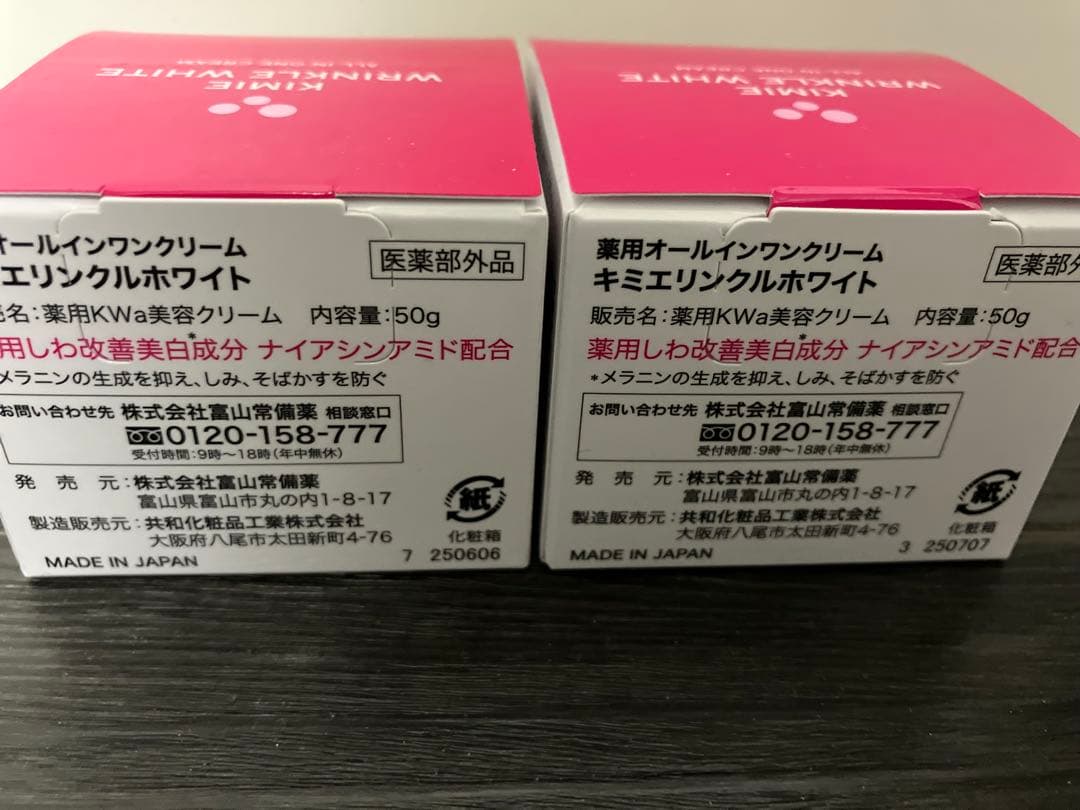 KIMIE
WRINKLE WHITE
ALL IN ONE CREAM
オールインワンクリーム
エリンクルホワイト
医薬部外品
売名：薬用KWa美容クリーム 内容量：50g
用しわ改善美白*成分 ナイアシンアミド配合
メラニンの生成を抑え、しみ、そばかすを防ぐ
お問い合わせ先 株式会社富山常備薬 相談窓口
0120-158-777
受付時間：9時〜18時（年中無休）
発売元：株式会社富山常備薬
富山県富山市丸の内1-8-17
製造販売元：共和化粧品工業株式会社
大阪府八尾市太田新町4-76
紙
化粧箱
MADE IN JAPAN
7 250606
KIMIE
WRINKLE WHITE
ALL IN ONE CREAM
薬用オールインワンクリーム
キミエリンクルホワイト
医薬部外
販売名：薬用KWa美容クリーム 内容量：50g
薬用しわ改善美白*成分 ナイアシンアミド配合
*メラニンの生成を抑え、しみ、そばかすを防ぐ
お問い合わせ先 株式会社富山常備薬 相談窓口
0120-158-777
受付時間：9時〜18時（年中無休）
発売元：株式会社富山常備薬
富山県富山市丸の内1-8-17
製造販売元：共和化粧品工業株式会社
大阪府八尾市太田新町4-76
紙
化粧箱
MADE IN JAPAN
3 250707